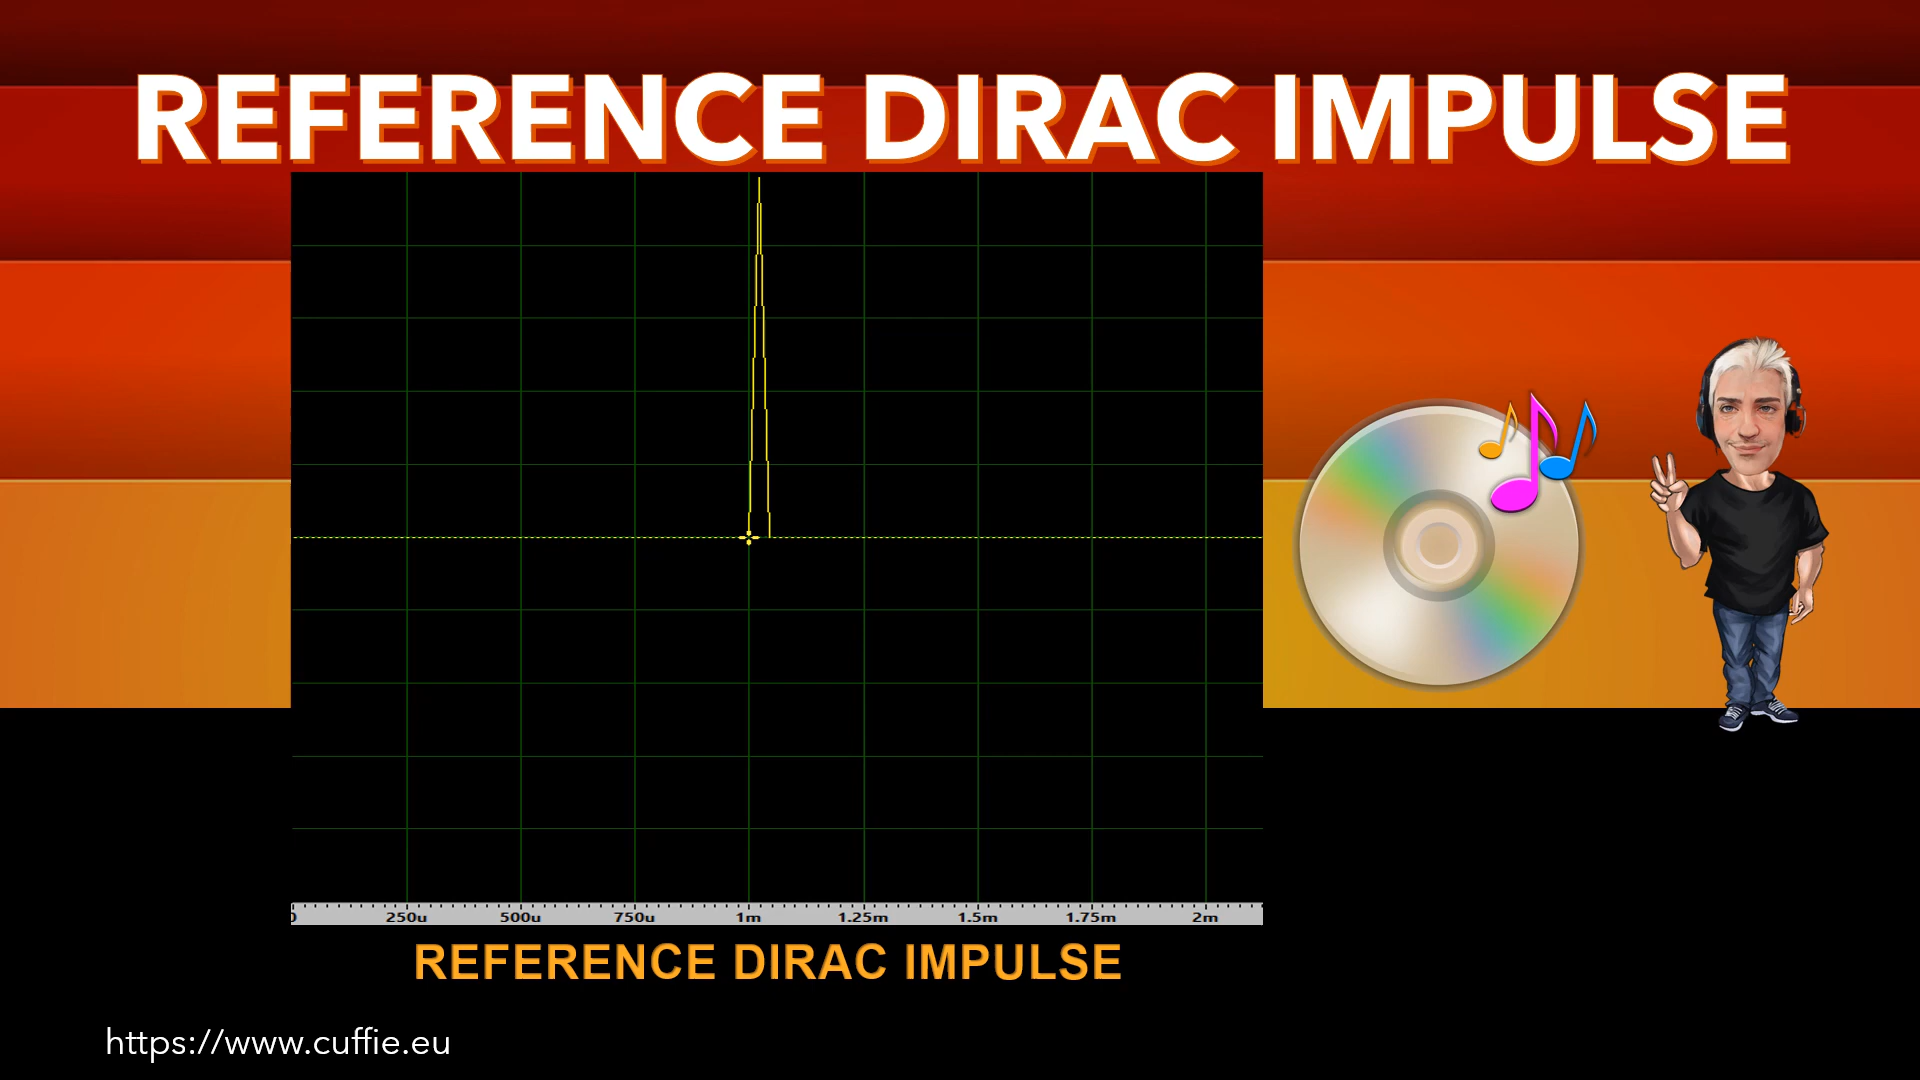 REFERENCE DIRAC IMPULSE
0 250u 500u 750u 1m 1.25m 1.5m 1.75m 2m
REFERENCE DIRAC IMPULSE
https://www.cuffie.eu